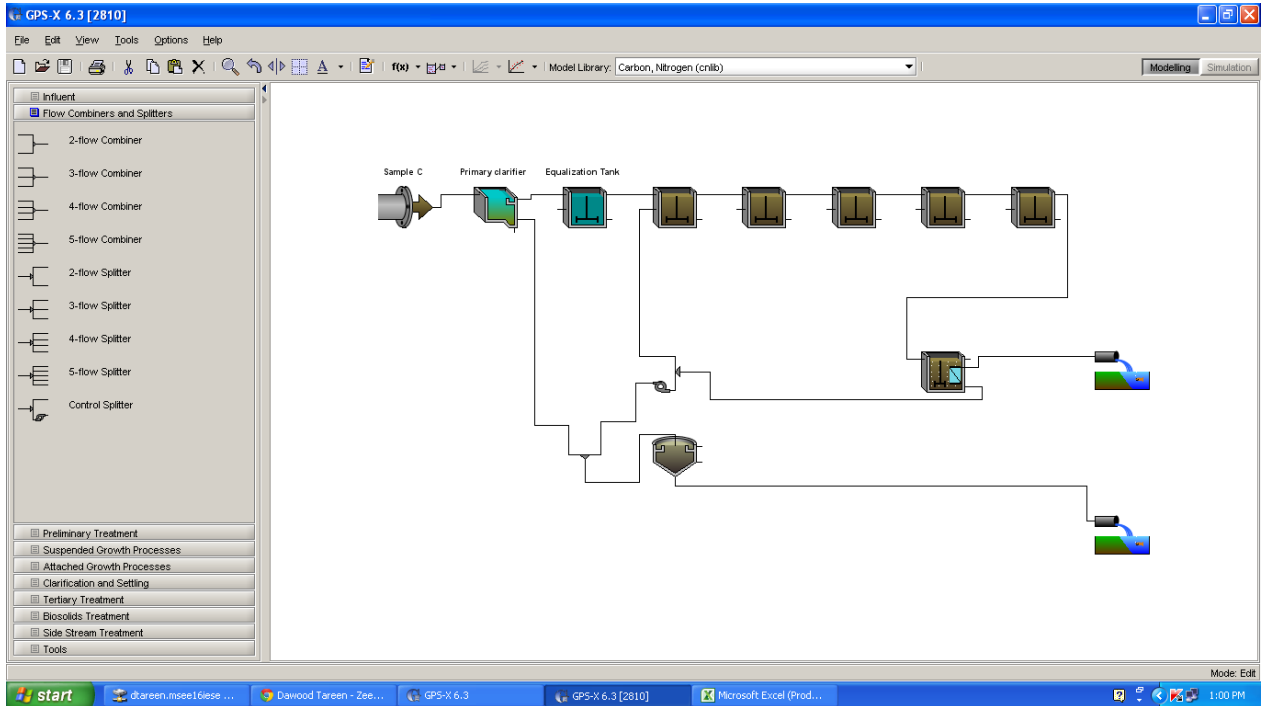 GPS-X 6.3 [2810]
File Edit View Tools Options Help
A f(x) Model Library: Carbon, Nitrogen (cnlib) Modelling Simulation
Influent
Flow Combiners and Splitters
2-flow Combiner
3-flow Combiner
4-flow Combiner
5-flow Combiner
2-flow Splitter
3-flow Splitter
4-flow Splitter
5-flow Splitter
Control Splitter
Preliminary Treatment
Suspended Growth Processes
Attached Growth Processes
Clarification and Settling
Tertiary Treatment
Biosolids Treatment
Side Stream Treatment
Tools
Sample C Primary clarifier Equalization Tank
Mode: Edit
start dtareen.msee16iese ... Dawood Tareen - Zee... GPS-X 6.3 GPS-X 6.3 [2810] Microsoft Excel (Prod... 1:00 PM